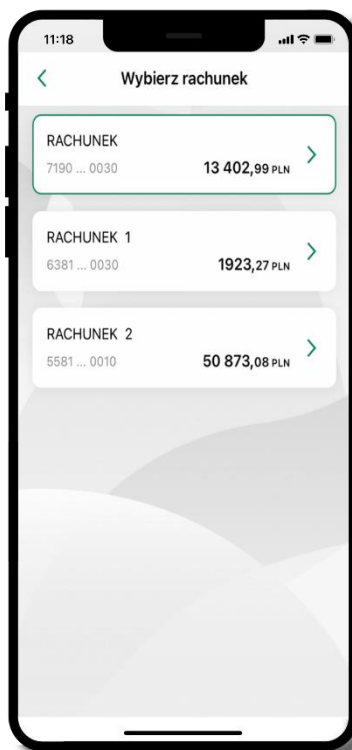 11:18
Wybierz rachunek
RACHUNEK
7190 ... 0030 13 402,99 PLN
RACHUNEK 1
6381 ... 0030 1923,27 PLN
RACHUNEK 2
5581 ... 0010 50 873,08 PLN